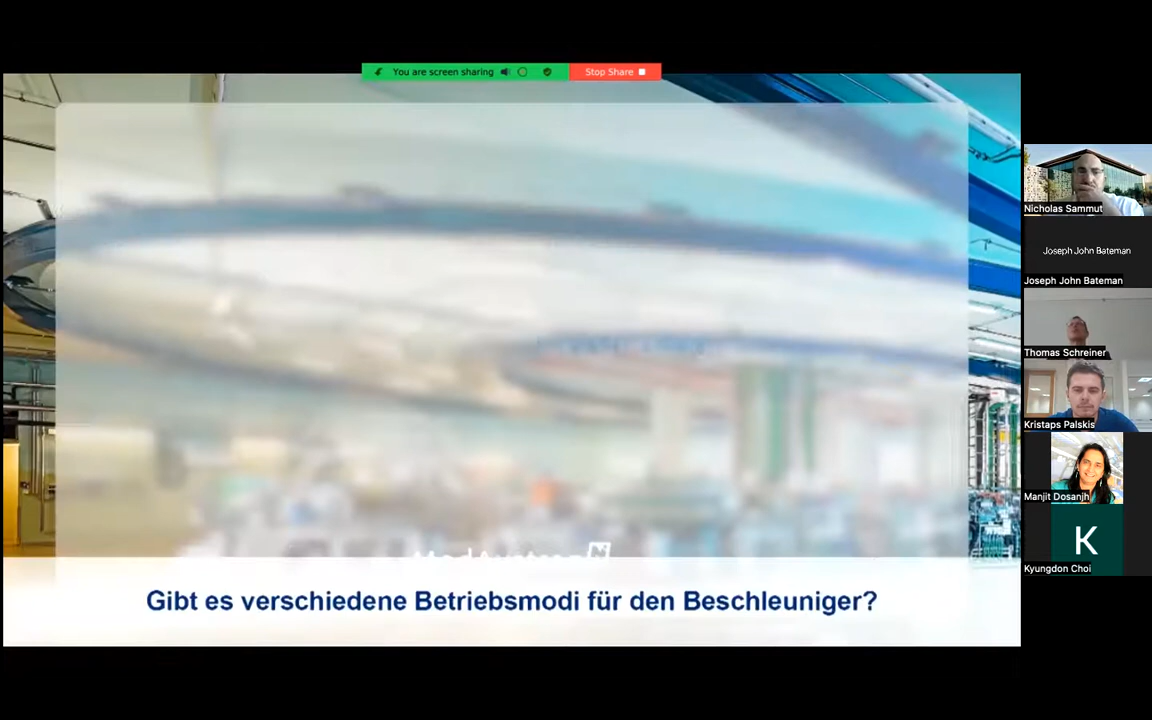 You are screen sharing
Stop Share
Gibt es verschiedene Betriebsmodi für den Beschleuniger?
Nicholas Sammut
Joseph John Bateman
Joseph John Bateman
Thomas Schreiner
Kristaps Palskis
Manjit Dosanjh
K
Kyungdon Choi